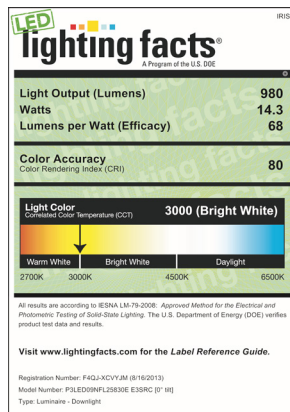 IRIS
LED
lighting facts®
A Program of the U.S. DOE
Light Output (Lumens) 980
Watts 14.3
Lumens per Watt (Efficacy) 68
Color Accuracy
Color Rendering Index (CRI) 80
Light Color
Correlated Color Temperature (CCT) 3000 (Bright White)
Warm White Bright White Daylight
2700K 3000K 4500K 6500K
All results are according to IESNA LM-79-2008: Approved Method for the Electrical and
Photometric Testing of Solid-State Lighting. The U.S. Department of Energy (DOE) verifies
product test data and results.
Visit www.lightingfacts.com for the Label Reference Guide.
Registration Number: F4QJ-XCVYJM (8/16/2013)
Model Number: P3LED09NFL25830E E3SRC [0" tilt]
Type: Luminaire - Downlight